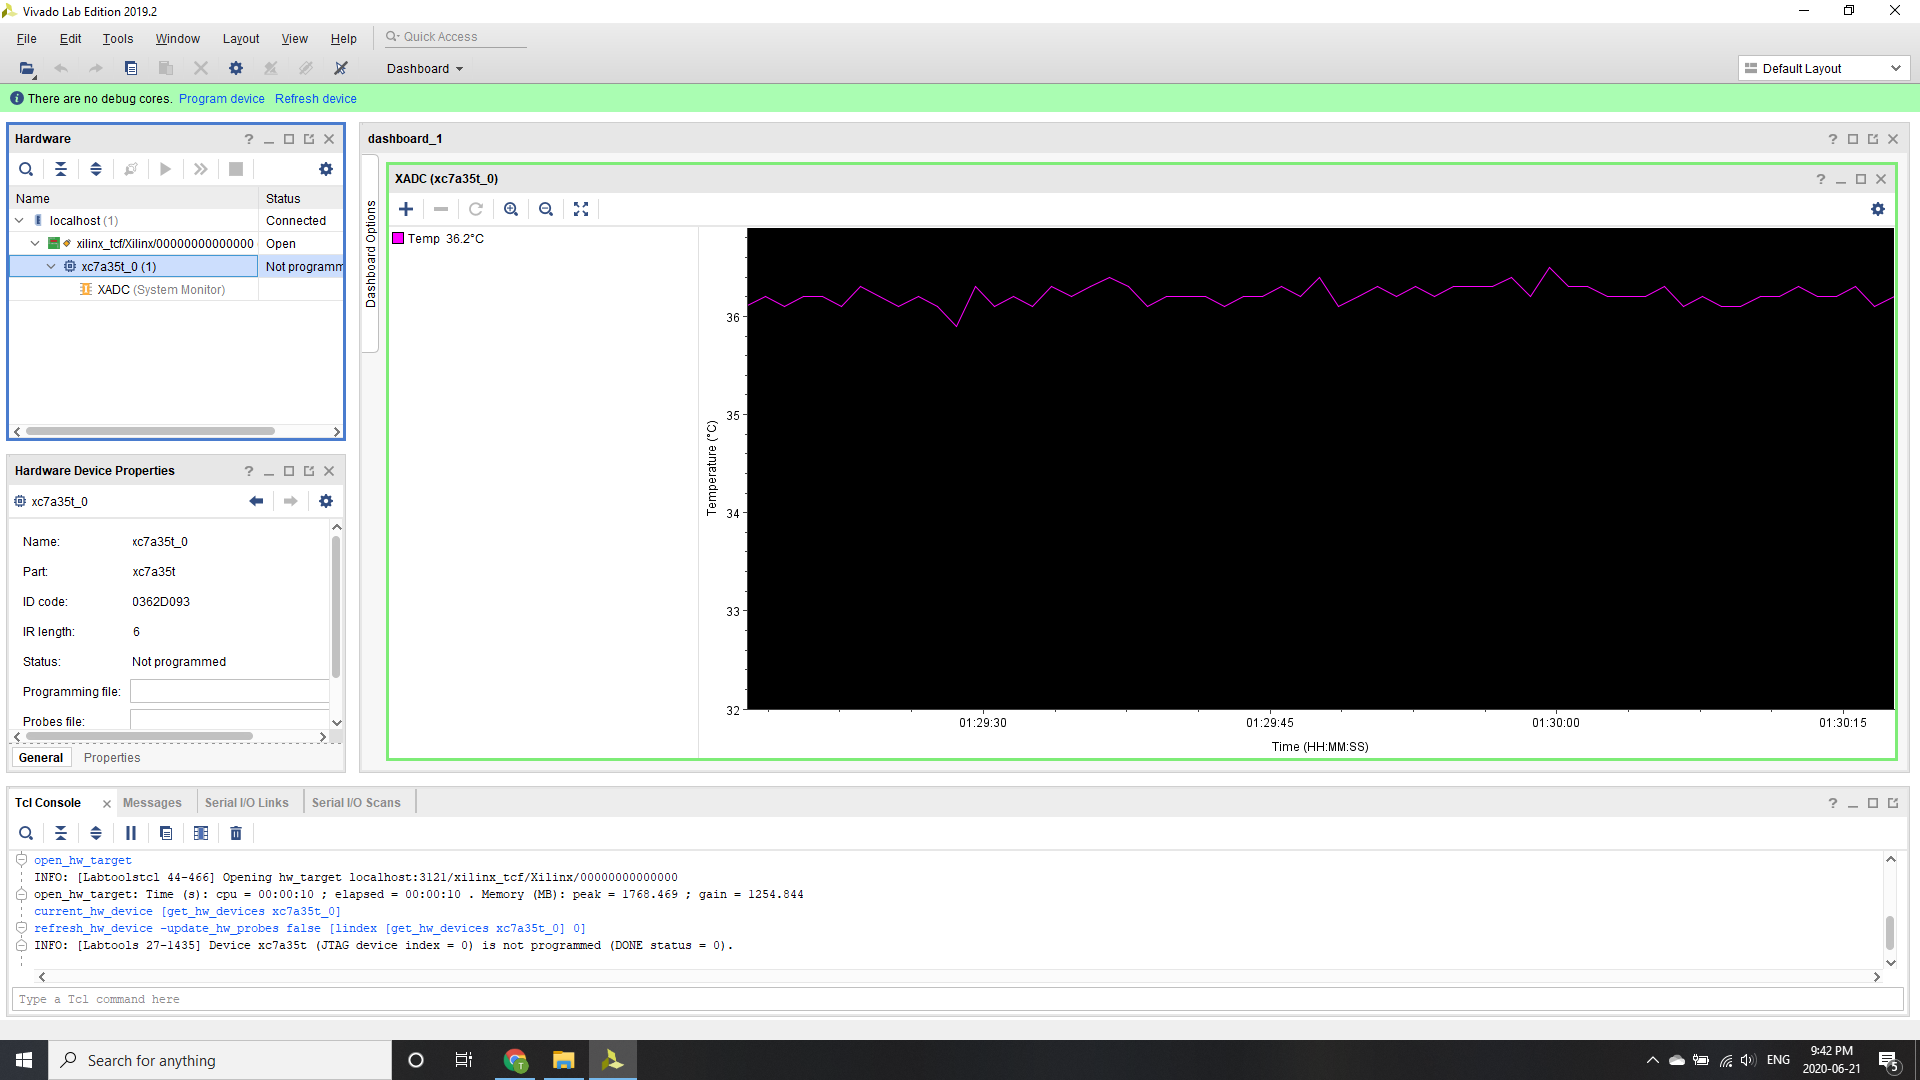 Vivado Lab Edition 2019.2
File Edit Tools Window Layout View Help Quick Access
Dashboard Default Layout
There are no debug cores. Program device Refresh device
Hardware
Name Status
localhost (1) Connected
xilinx_tcf/Xilinx/00000000000000 Open
xc7a35t_0 (1) Not programm
XADC (System Monitor)
Hardware Device Properties
xc7a35t_0
Name: xc7a35t_0
Part: xc7a35t
ID code: 0362D093
IR length: 6
Status: Not programmed
Programming file:
Probes file:
General Properties
dashboard_1
Dashboard Options
XADC (xc7a35t_0)
Temp 36.2°C
Temperature (°C)
36
35
34
33
32
01:29:30 01:29:45 01:30:00 01:30:15
Time (HH:MM:SS)
Tcl Console Messages Serial I/O Links Serial I/O Scans
open_hw_target
INFO: [Labtoolstcl 44-466] Opening hw_target localhost:3121/xilinx_tcf/Xilinx/00000000000000
open_hw_target: Time (s): cpu = 00:00:10 ; elapsed = 00:00:10 . Memory (MB): peak = 1768.469 ; gain = 1254.844
current_hw_device [get_hw_devices xc7a35t_0]
refresh_hw_device -update_hw_probes false [lindex [get_hw_devices xc7a35t_0] 0]
INFO: [Labtools 27-1435] Device xc7a35t (JTAG device index = 0) is not programmed (DONE status = 0).
Type a Tcl command here
Search for anything
T
ENG
9:42 PM
2020-06-21
5